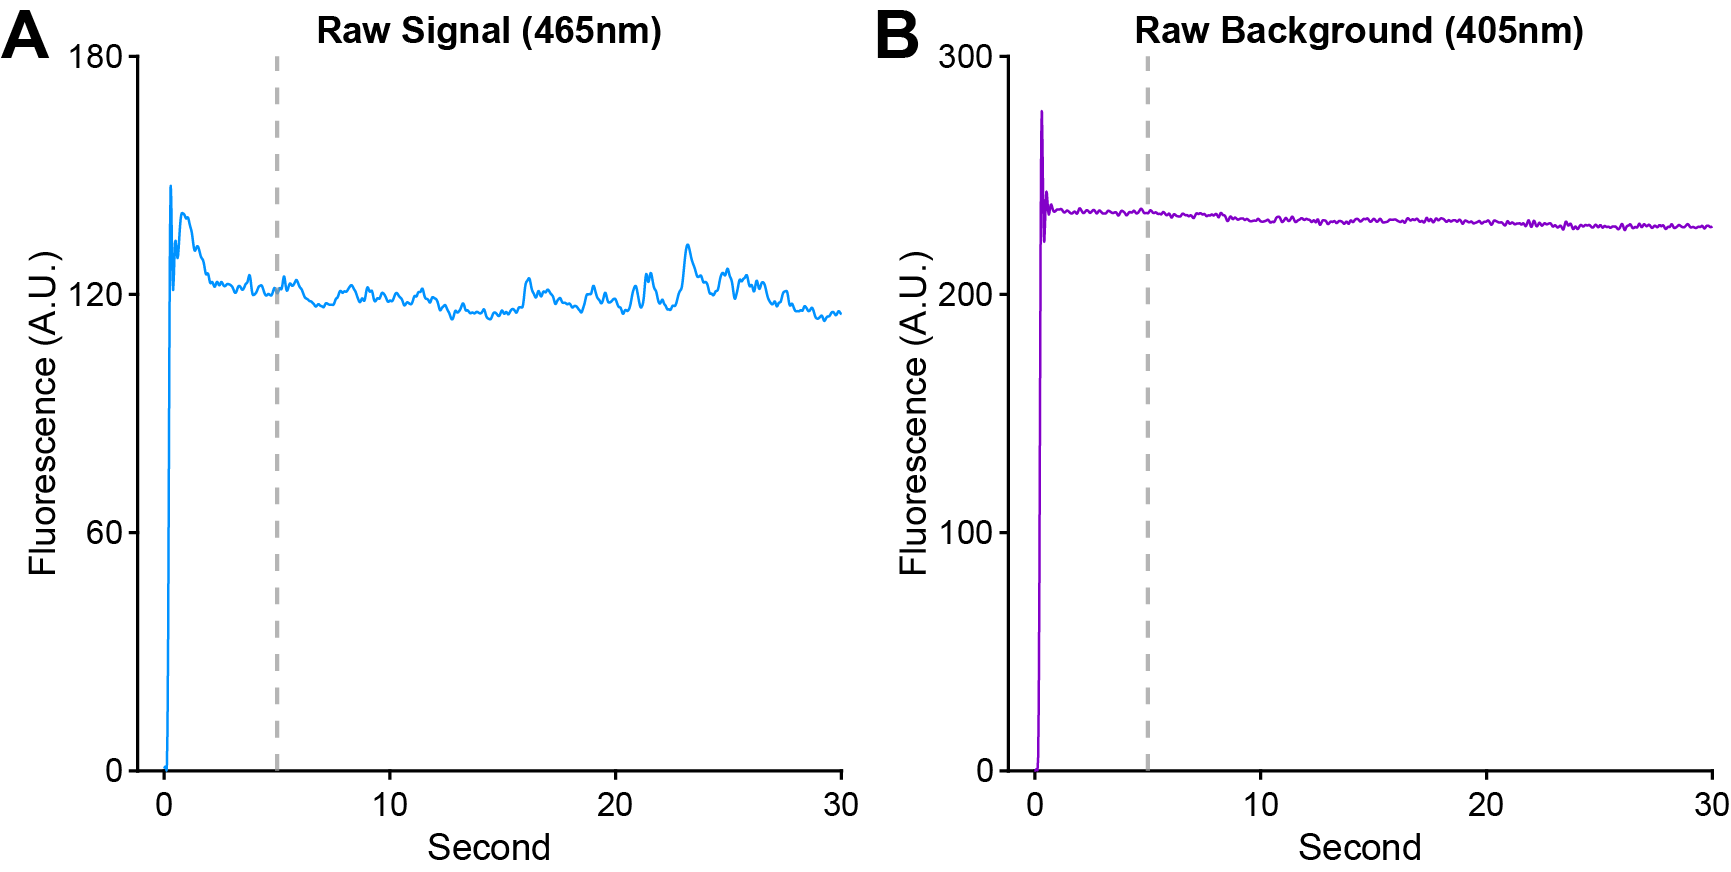 A
Raw Signal (465nm)
180
120
60
0
Fluorescence (A.U.)
0 10 20 30
Second
B
Raw Background (405nm)
300
200
100
0
Fluorescence (A.U.)
0 10 20 30
Second